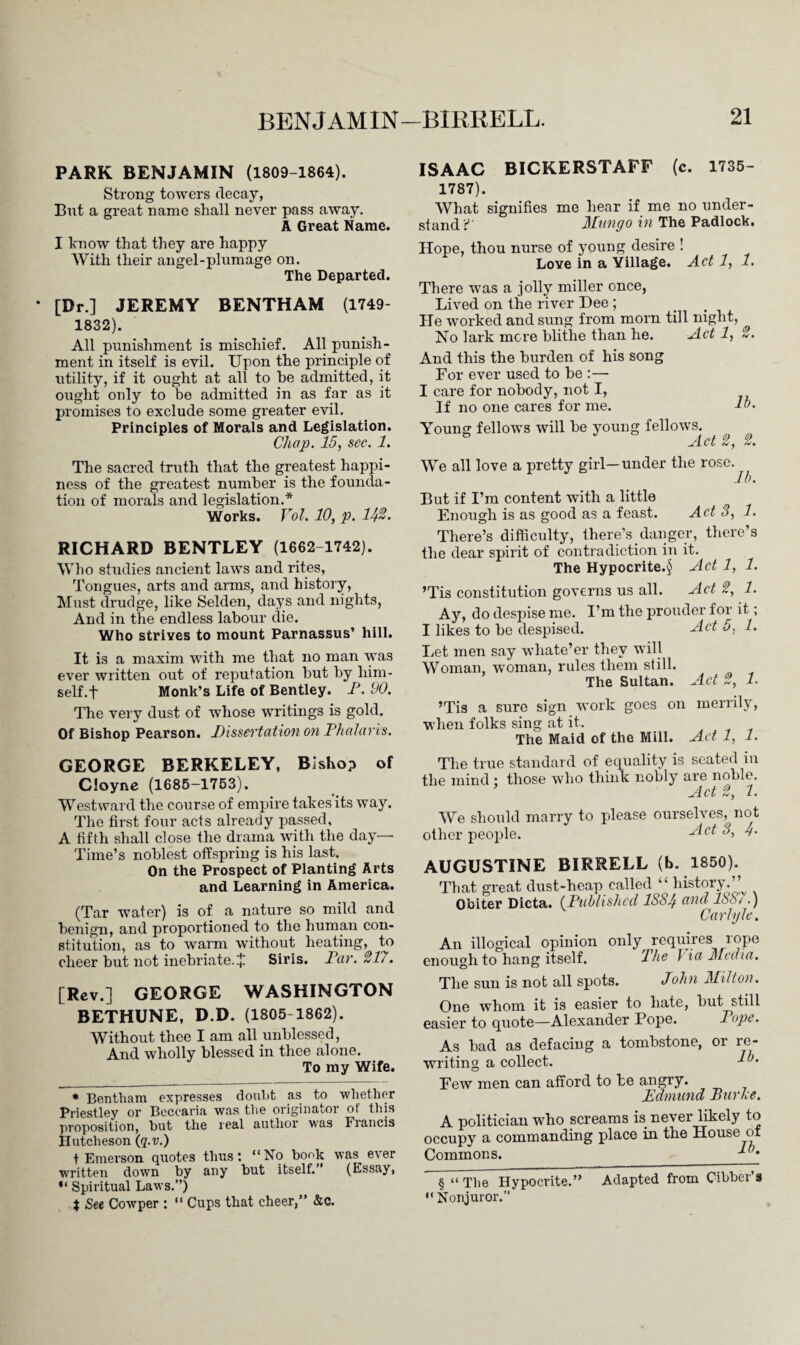 BENJAMIN—BIRRELL. 21
PARK BENJAMIN (1809-1864).
Strong towers decay,
But a great name shall never pass away.
A Great Name.
I know that they are happy
With their angel-plumage on.
The Departed.
[Dr.] JEREMY BENTHAM (1749-
1832).
All punishment is mischief. All punish-
ment in itself is evil. Upon the principle of
utility, if it ought at all to be admitted, it
ought only to be admitted in as far as it
promises to exclude some greater evil.
Principles of Morals and Legislation.
Chap. 15, sec. 1.
The sacred truth that the greatest happi-
ness of the greatest number is the founda-
tion of morals and legislation.*
Works. Vol. 10, p. 142.
RICHARD BENTLEY (1662-1742).
Who studies ancient laws and rites,
Tongues, arts and arms, and history,
Must drudge, like Selden, days and nights,
And in the endless labour die.
Who strives to mount Parnassus' hill.
It is a maxim with me that no man was
ever written out of reputation but by him-
self.†  Monk's Life of Bentley. P. 90.
The very dust of whose writings is gold.
Of Bishop Pearson. Dissertation on Phalaris.
GEORGE BERKELEY, Bishop of
Cloyne (1685-1753).
Westward the course of empire takes its way.
The first four acts already passed,
A fifth shall close the drama with the day—
Time's noblest offspring is his last.
On the Prospect of Planting Arts
and Learning in America.
(Tar water) is of a nature so mild and
benign, and proportioned to the human con-
stitution, as to warm without heating, to
cheer but not inebriate.‡ Siris. Par. 217.
[Rev.] GEORGE WASHINGTON
BETHUNE, D.D. (1805-1862).
Without thee I am all unblessed,
And wholly blessed in thee alone.
To my Wife.
* Bentham expresses doubt as to whether
Priestley or Beccaria was the originator of this
proposition, but the real author was Francis
Hutcheson (q.v.)
† Emerson quotes thus: "No book was ever
written down by any but itself." (Essay,
"Spiritual Laws.")
‡ See Cowper: "Cups that cheer," &c.
ISAAC BICKERSTAFF (c. 1735-
1787).
What signifies me hear if me no under-
stand? Mungo in The Padlock.
Hope, thou nurse of young desire!
Love in a Village. Act 1, 1.
There was a jolly miller once,
Lived on the river Dee;
He worked and sung from morn till night,
No lark more blithe than he. Act 1, 2.
And this the burden of his song
For ever used to be:—
I care for nobody, not I,
If no one cares for me. Ib.
Young fellows will be young fellows.
Act 2, 2.
We all love a pretty girl—under the rose.
Ib.
But if I'm content with a little
Enough is as good as a feast. Act 3, 1.
There's difficulty, there's danger, there's
the dear spirit of contradiction in it.
The Hypocrite.§ Act 1, 1.
'Tis constitution governs us all. Act 2, 1.
Ay, do despise me. I'm the prouder for it;
I likes to be despised. Act 5, 1.
Let men say whate'er they will
Woman, woman, rules them still.
The Sultan. Act 2, 1.
'Tis a sure sign work goes on merrily,
when folks sing at it.
The Maid of the Mill. Act 1, 1.
The true standard of equality is seated in
the mind; those who think nobly are noble.
Act 2, 1.
We should marry to please ourselves, not
other people. Act 3, 4.
AUGUSTINE BIRRELL (b. 1850).
That great dust-heap called "history."
Obiter Dicta. (Published 1884 and 1887.)
Carlyle.
An illogical opinion only requires rope
enough to hang itself. The Via Media.
The sun is not all spots. John Milton.
One whom it is easier to hate, but still
easier to quote—Alexander Pope. Pope.
As bad as defacing a tombstone, or re-
writing a collect. Ib.
Few men can afford to be angry.
Edmund Burke.
A politician who screams is never likely to
occupy a commanding place in the House of
Commons. Ib.
§ "The Hypocrite." Adapted from Cibber's
"Nonjuror."